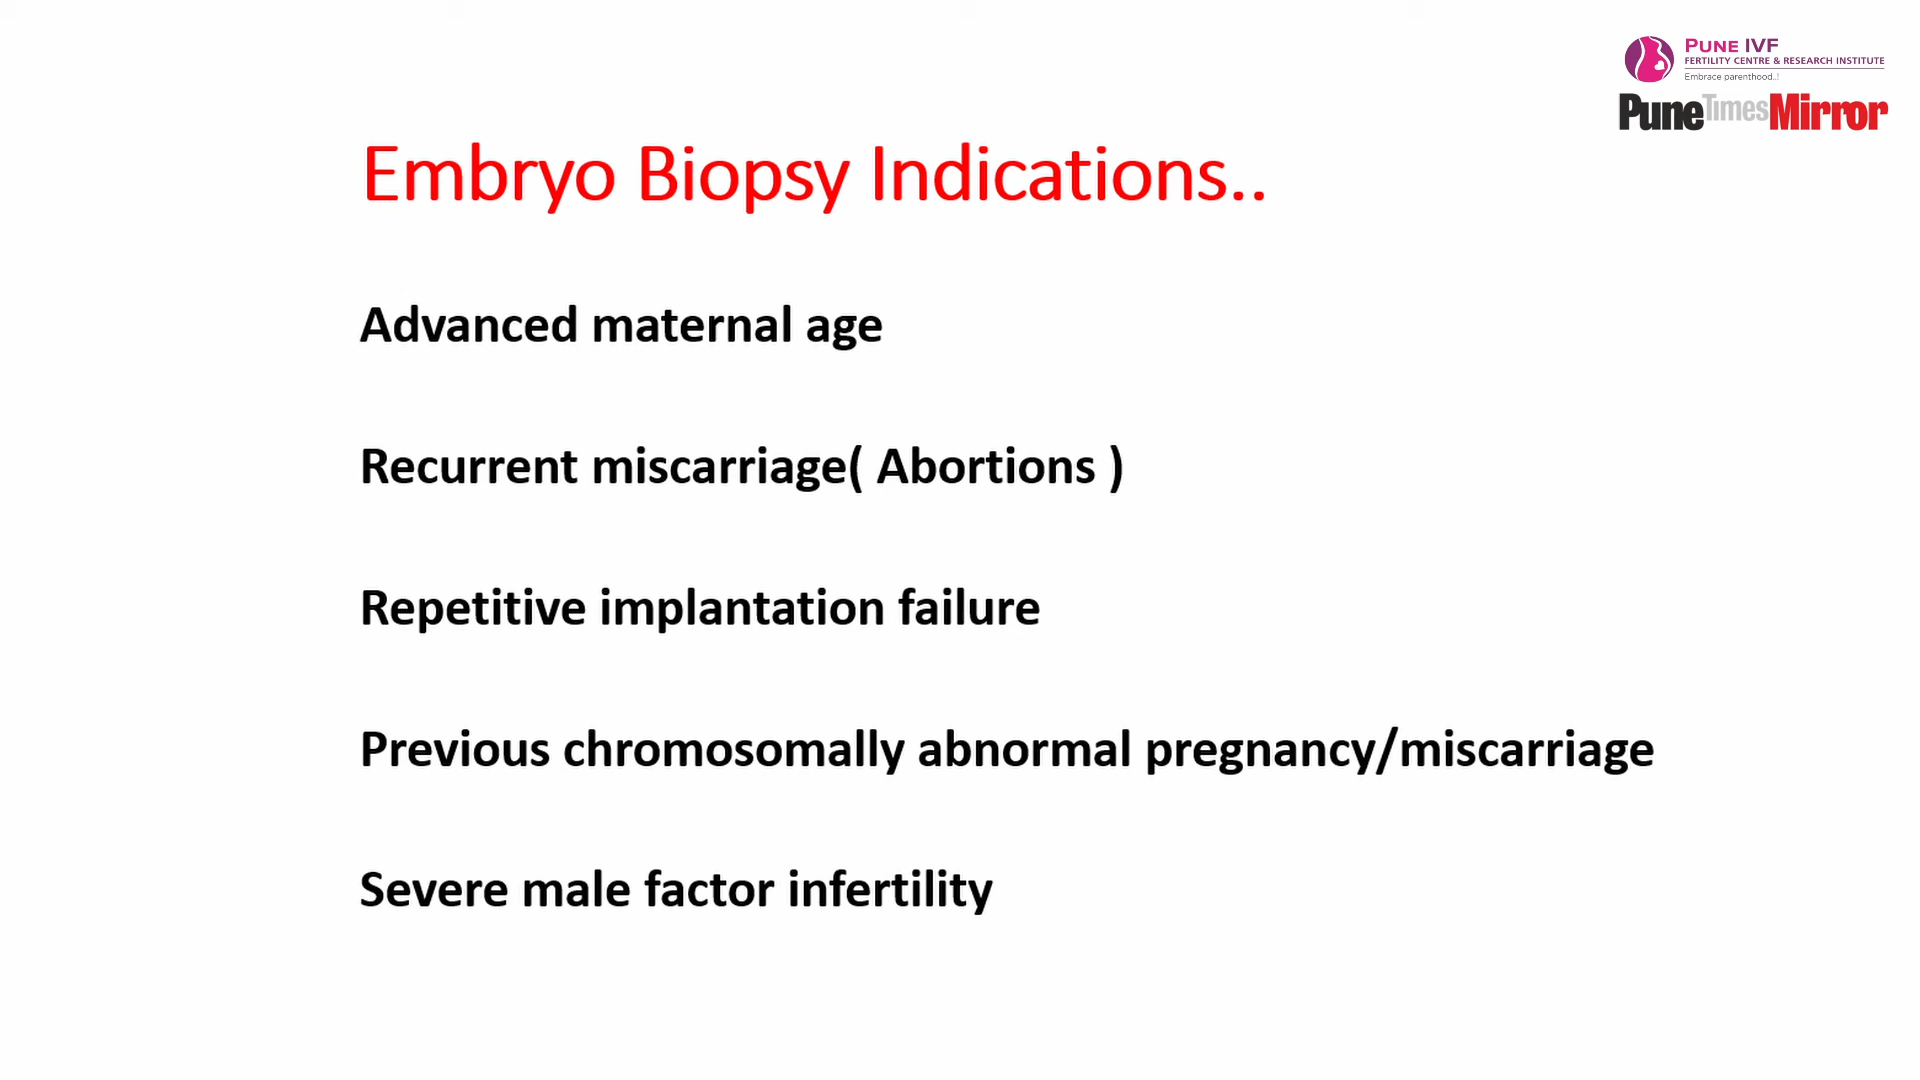 PUNE IVF
FERTILITY CENTRE & RESEARCH INSTITUTE
Embrace parenthood..!
PuneTimesMirror
Embryo Biopsy Indications..
Advanced maternal age
Recurrent miscarriage( Abortions )
Repetitive implantation failure
Previous chromosomally abnormal pregnancy/miscarriage
Severe male factor infertility